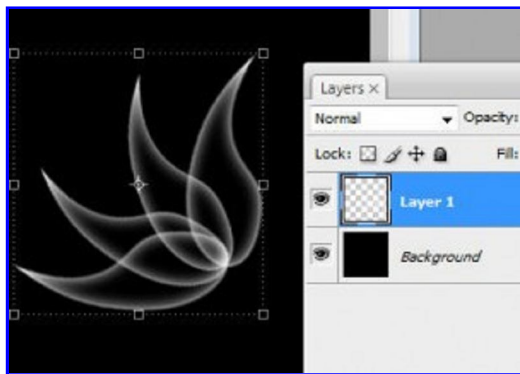 Layers ×
Normal Opacity:
Lock: Fill:
Layer 1
Background